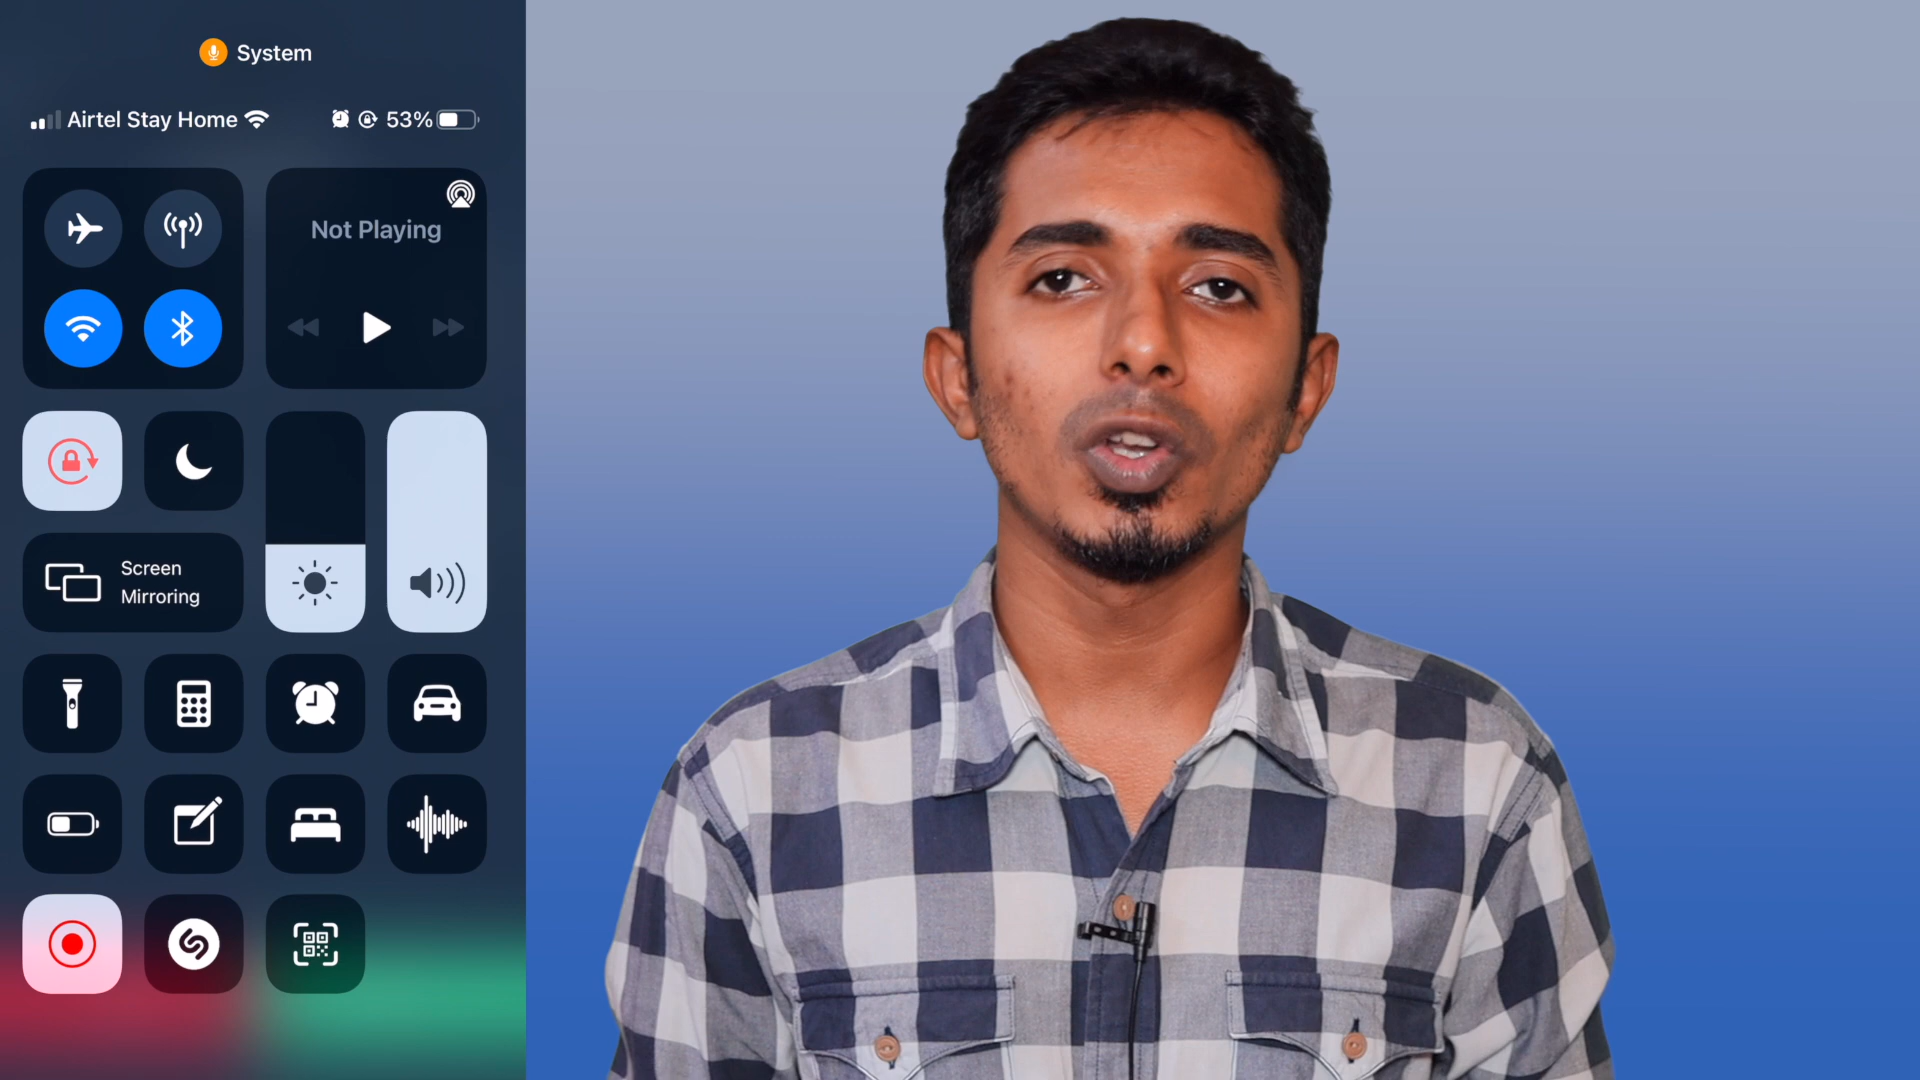 System
Airtel Stay Home 53%
Not Playing
Screen
Mirroring